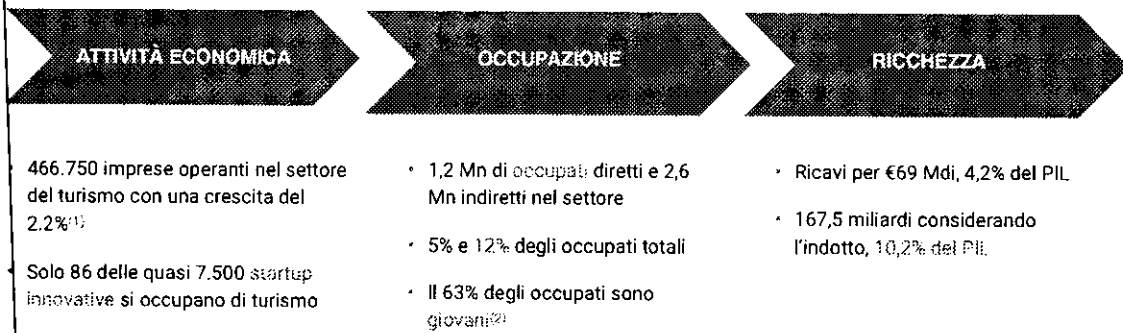 ATTIVITÀ ECONOMICA
OCCUPAZIONE
RICCHEZZA
466.750 imprese operanti nel settore
del turismo con una crescita del
2.2%(1)
Solo 86 delle quasi 7.500 startup
innovative si occupano di turismo
1,2 Mn di occupati diretti e 2,6
Mn indiretti nel settore
5% e 12% degli occupati totali
Il 63% degli occupati sono
giovani(2)
Ricavi per €69 Mdi, 4,2% del PIL
167,5 miliardi considerando
l'indotto, 10,2% del PIL